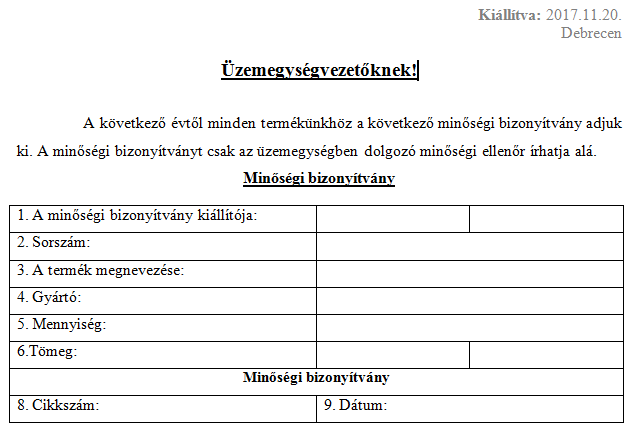 Kiállítva: 2017.11.20.
Debrecen
Üzemegységvezetőknek!
A következő évtől minden termékünkhöz a következő minőségi bizonyítvány adjuk
ki. A minőségi bizonyítványt csak az üzemegységben dolgozó minőségi ellenőr írhatja alá.
Minőségi bizonyítvány
1. A minőségi bizonyítvány kiállítója:
2. Sorszám:
3. A termék megnevezése:
4. Gyártó:
5. Mennyiség:
6.Tömeg:
Minőségi bizonyítvány
8. Cikkszám: 9. Dátum: